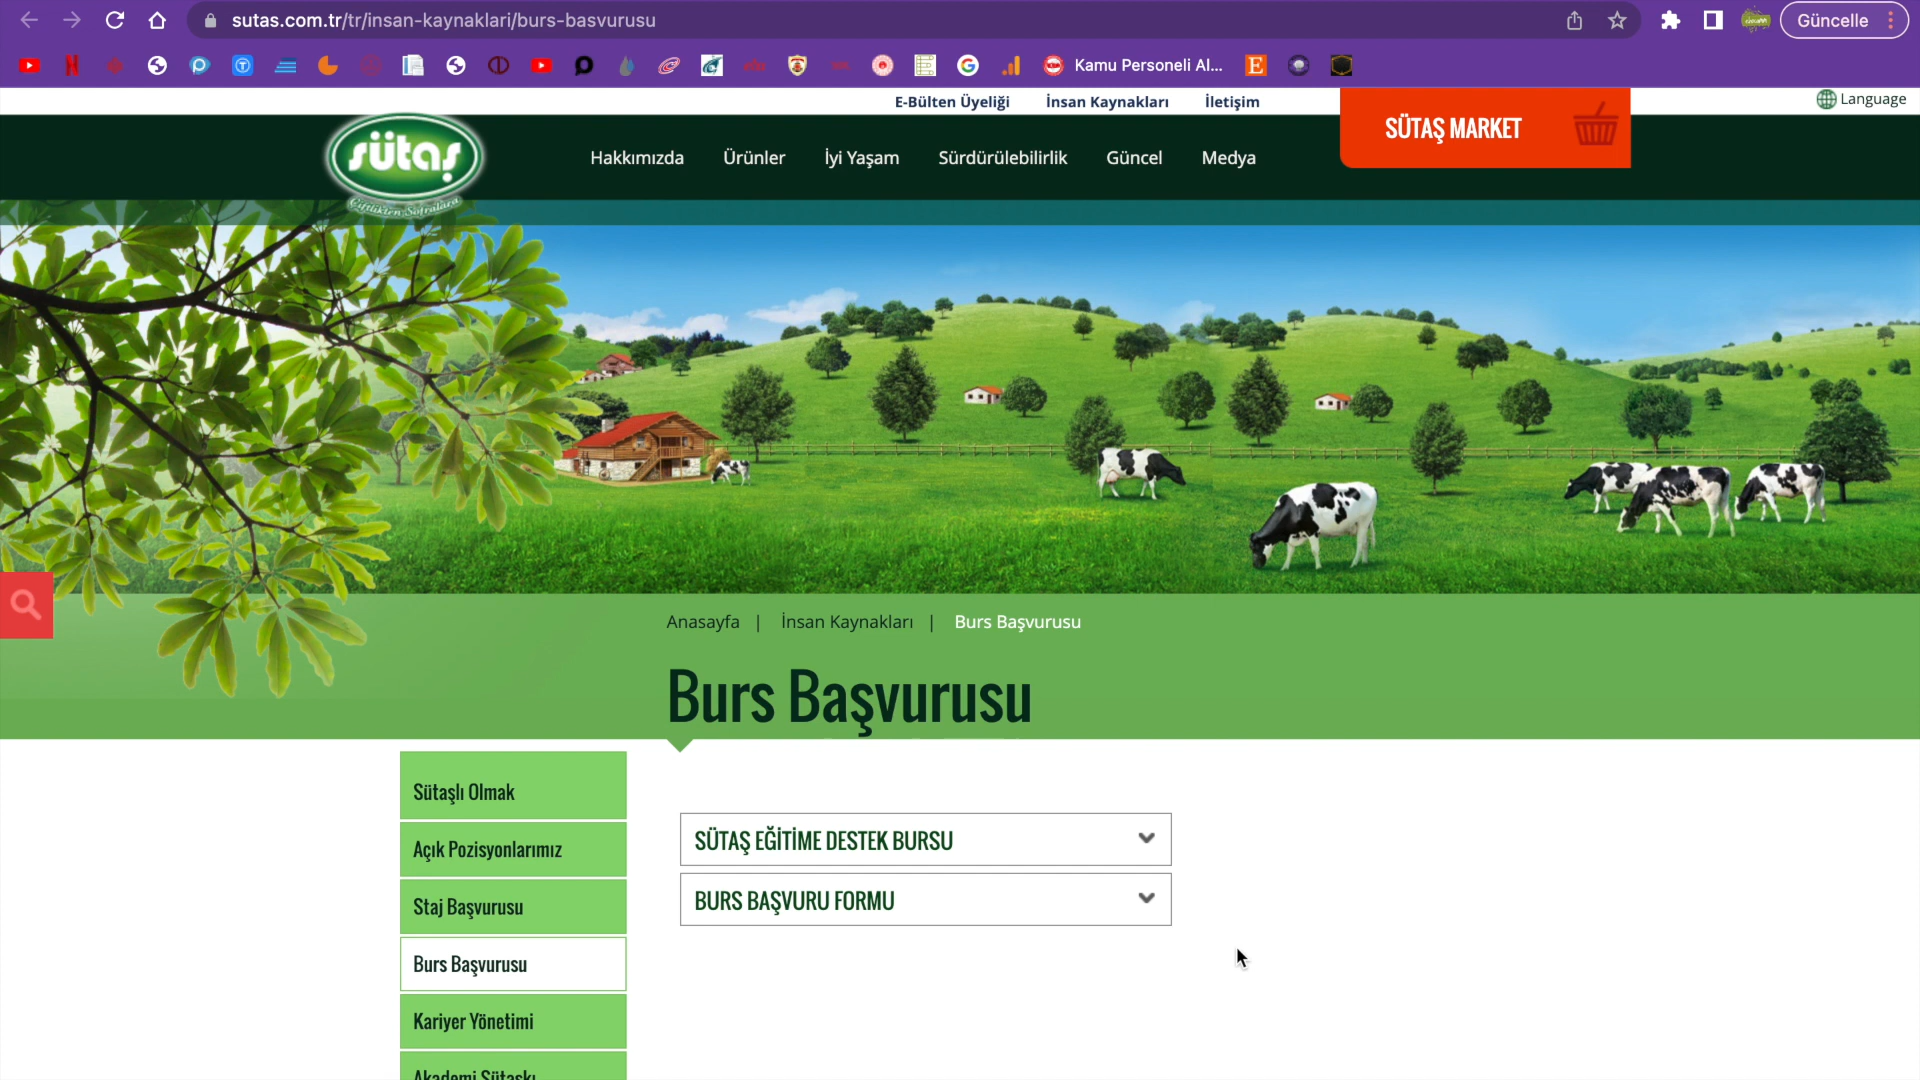 sutas.com.tr/tr/insan-kaynaklari/burs-basvurusu
Güncelle
Kamu Personeli Al...
E-Bülten Üyeliği
İnsan Kaynakları
İletişim
Language
SÜTAŞ MARKET
sütaş
Çiftlikten Sofralara
Hakkımızda
Ürünler
İyi Yaşam
Sürdürülebilirlik
Güncel
Medya
Anasayfa | İnsan Kaynakları | Burs Başvurusu
Burs Başvurusu
Sütaşlı Olmak
Açık Pozisyonlarımız
Staj Başvurusu
Burs Başvurusu
Kariyer Yönetimi
SÜTAŞ EĞİTİME DESTEK BURSU
BURS BAŞVURU FORMU